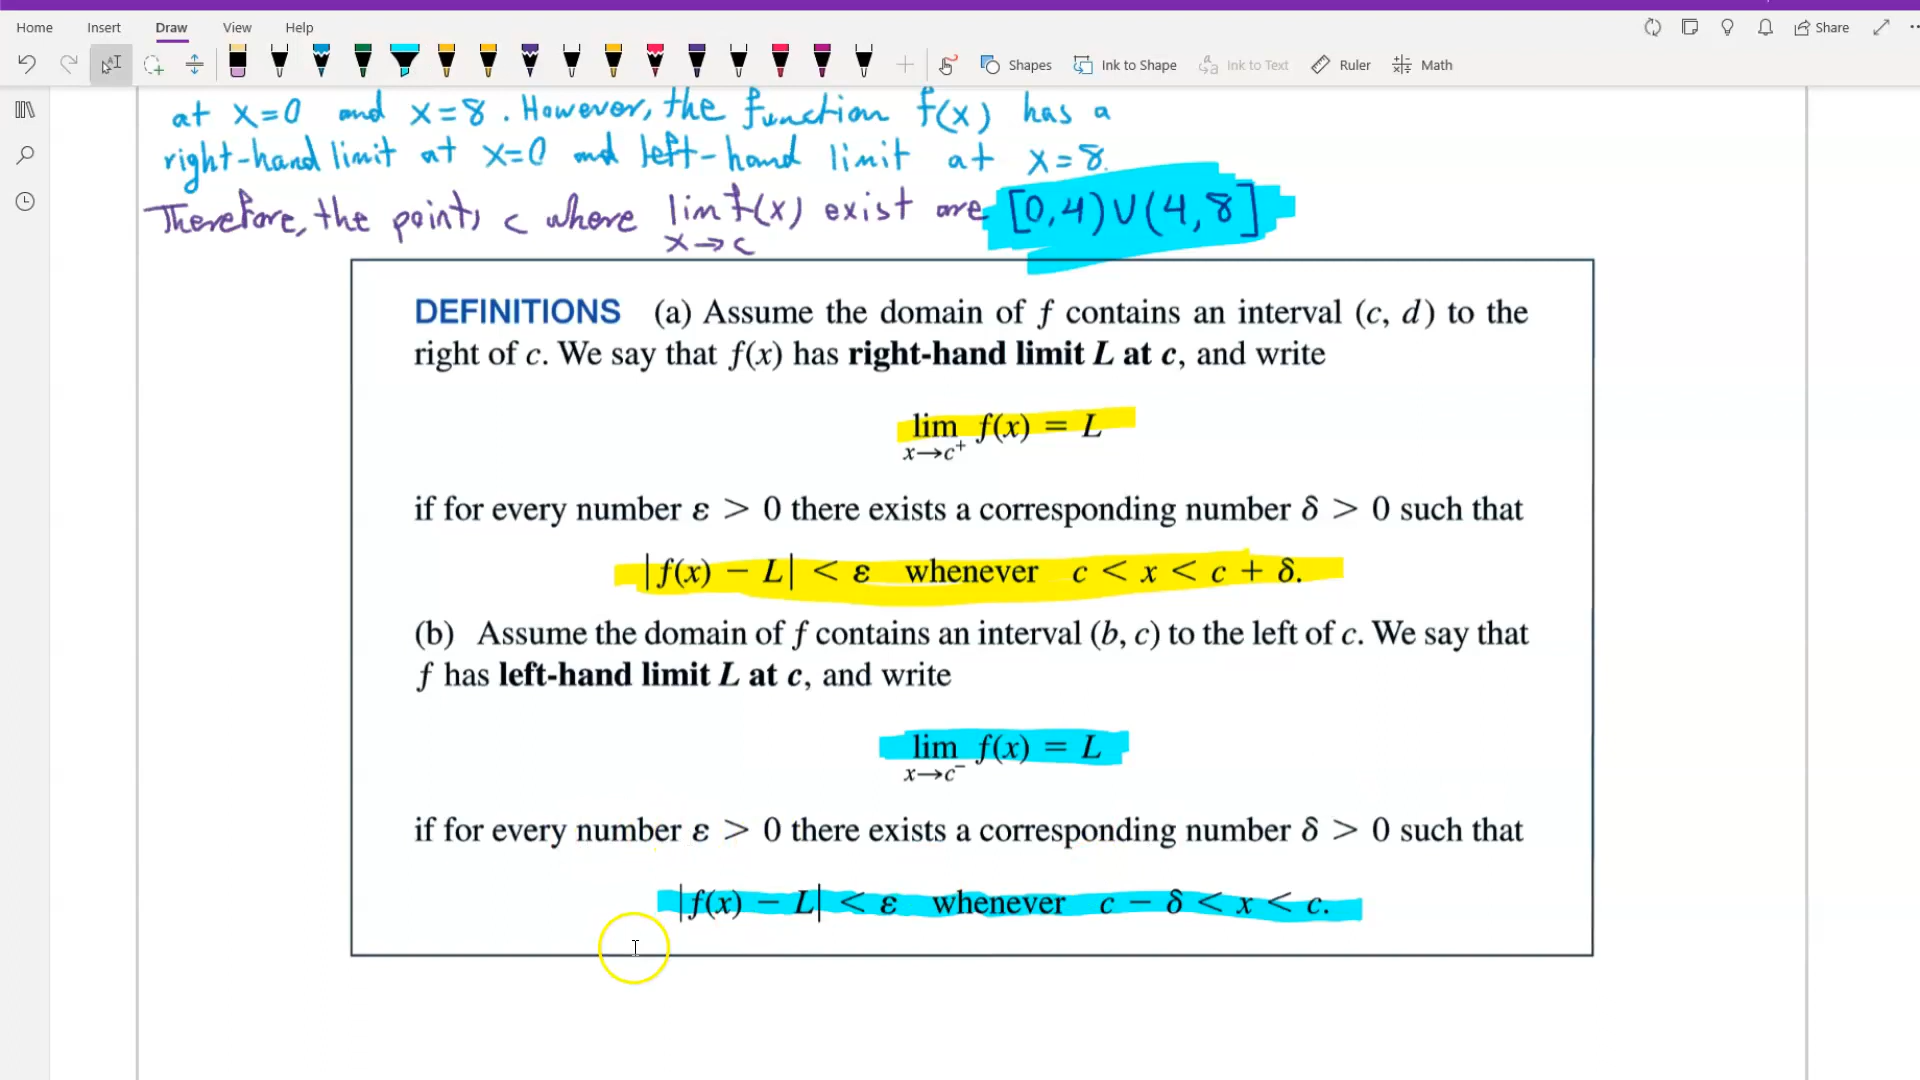 Home Insert Draw View Help Share
Shapes Ink to Shape Ink to Text Ruler Math
at x=0 and x=8. However, the function f(x) has a
right-hand limit at x=0 and left-hand limit at x=8.
Therefore, the points c where lim f(x) exist are [0,4)∪(4,8]
x→c
DEFINITIONS (a) Assume the domain of f contains an interval (c, d) to the
right of c. We say that f(x) has right-hand limit L at c, and write
lim f(x) = L
x→c⁺
if for every number ε > 0 there exists a corresponding number δ > 0 such that
|f(x) − L| < ε whenever c < x < c + δ.
(b) Assume the domain of f contains an interval (b, c) to the left of c. We say that
f has left-hand limit L at c, and write
lim f(x) = L
x→c⁻
if for every number ε > 0 there exists a corresponding number δ > 0 such that
|f(x) − L| < ε whenever c − δ < x < c.